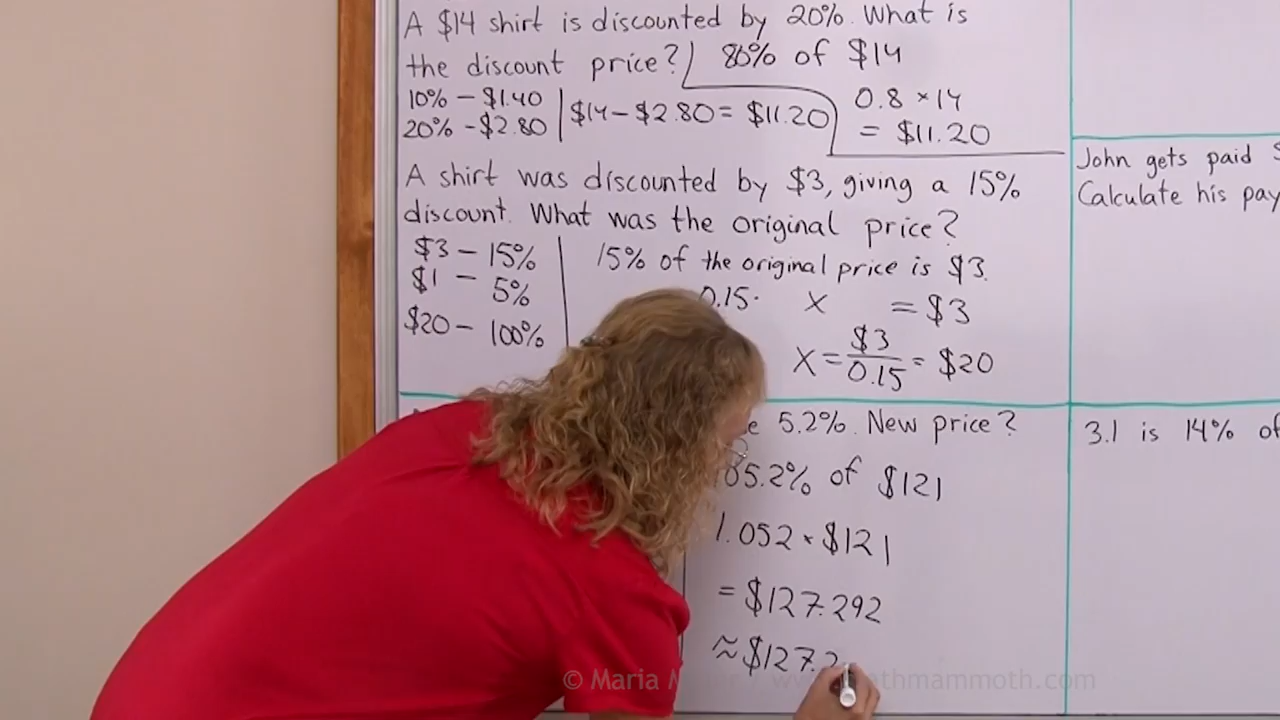 A $14 shirt is discounted by 20%. What is
the discount price?
80% of $14
10% – $1.40
20% – $2.80
$14 – $2.80 = $11.20
0.8 × 14
= $11.20
A shirt was discounted by $3, giving a 15%
discount. What was the original price?
$3 – 15%
$1 – 5%
$20 – 100%
15% of the original price is $3.
0.15 · x = $3
x = $3 / 0.15 = $20
5.2%. New price?
105.2% of $121
1.052 · $121
= $127.292
≈ $127.2
John gets paid
Calculate his pay
3.1 is 14% of
© Maria